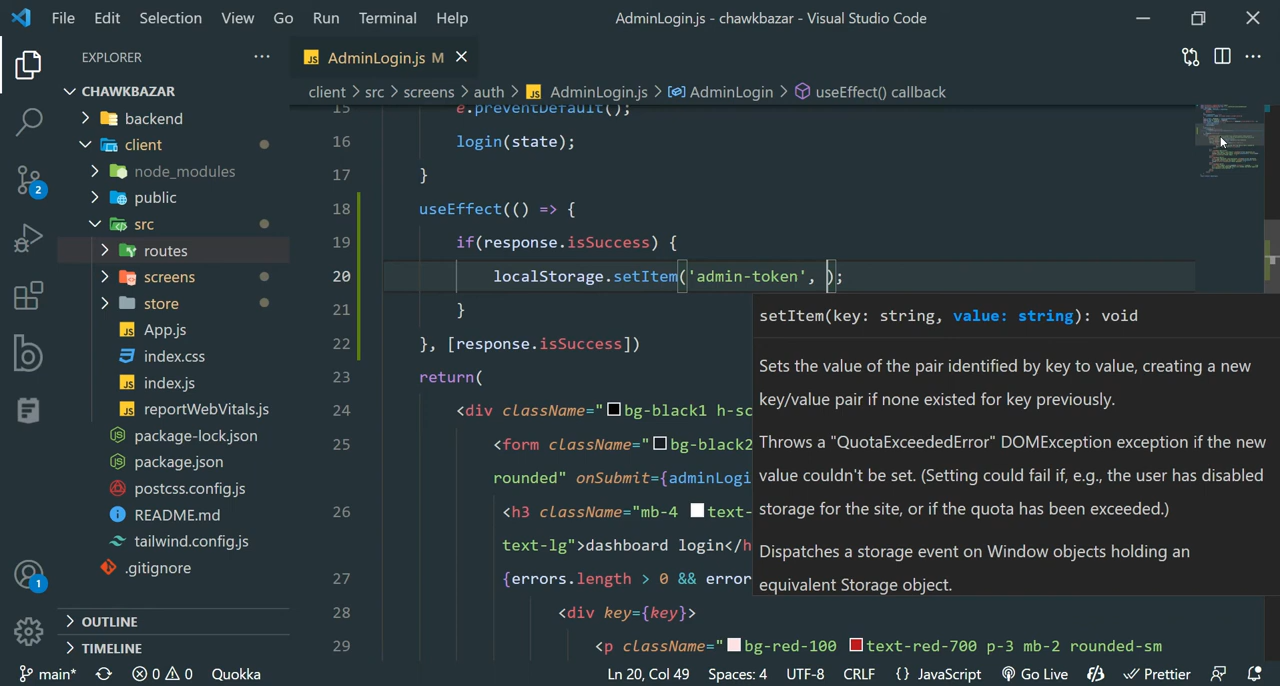 File Edit Selection View Go Run Terminal Help AdminLogin.js - chawkbazar - Visual Studio Code
EXPLORER ...
AdminLogin.js M
CHAWKBAZAR
client > src > screens > auth > AdminLogin.js > AdminLogin > useEffect() callback
backend
client
node_modules
public
src
routes
screens
store
App.js
index.css
index.js
reportWebVitals.js
package-lock.json
package.json
postcss.config.js
README.md
tailwind.config.js
.gitignore
OUTLINE
TIMELINE
2
1
15 e.preventDefault();
16 login(state);
17 }
18 useEffect(() => {
19 if(response.isSuccess) {
20 localStorage.setItem('admin-token', );
21 }
22 }, [response.isSuccess])
23 return(
24 <div className="bg-black1 h-sc
25 <form className="bg-black2
rounded" onSubmit={adminLogi
26 <h3 className="mb-4 text-
text-lg">dashboard login</h
27 {errors.length > 0 && error
28 <div key={key}>
29 <p className="bg-red-100 text-red-700 p-3 mb-2 rounded-sm
setItem(key: string, value: string): void
Sets the value of the pair identified by key to value, creating a new
key/value pair if none existed for key previously.
Throws a "QuotaExceededError" DOMException exception if the new
value couldn't be set. (Setting could fail if, e.g., the user has disabled
storage for the site, or if the quota has been exceeded.)
Dispatches a storage event on Window objects holding an
equivalent Storage object.
main* 0 0 Quokka Ln 20, Col 49 Spaces: 4 UTF-8 CRLF {} JavaScript Go Live Prettier